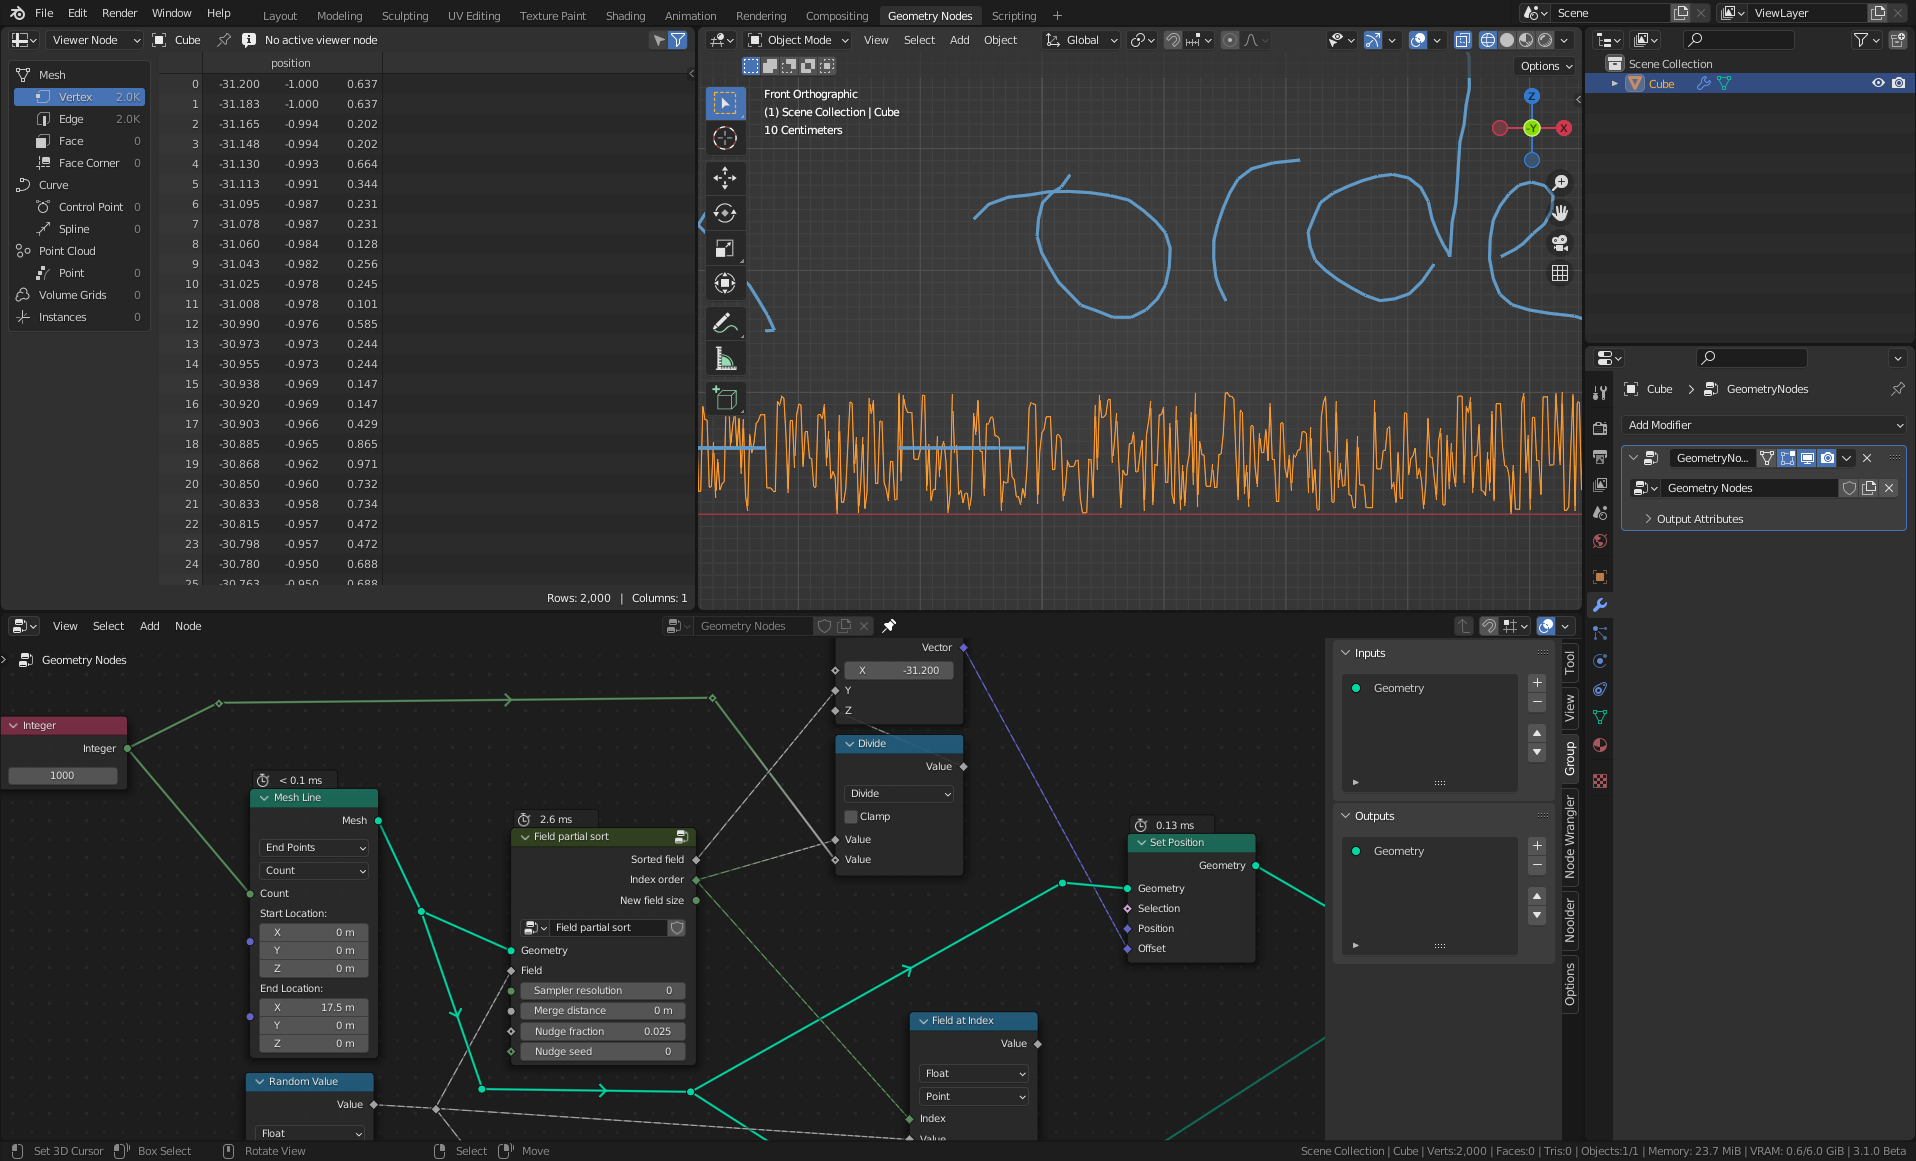 File Edit Render Window Help Layout Modeling Sculpting UV Editing Texture Paint Shading Animation Rendering Compositing Geometry Nodes Scripting + Scene ViewLayer
Viewer Node Cube No active viewer node
position
Mesh
Vertex 2.0K
Edge 2.0K
Face 0
Face Corner 0
Curve
Control Point 0
Spline 0
Point Cloud
Point 0
Volume Grids 0
Instances 0
0 -31.200 -1.000 0.637
1 -31.183 -1.000 0.637
2 -31.165 -0.994 0.202
3 -31.148 -0.994 0.202
4 -31.130 -0.993 0.664
5 -31.113 -0.991 0.344
6 -31.095 -0.987 0.231
7 -31.078 -0.987 0.231
8 -31.060 -0.984 0.128
9 -31.043 -0.982 0.256
10 -31.025 -0.978 0.245
11 -31.008 -0.978 0.101
12 -30.990 -0.976 0.585
13 -30.973 -0.973 0.244
14 -30.955 -0.973 0.244
15 -30.938 -0.969 0.147
16 -30.920 -0.969 0.147
17 -30.903 -0.966 0.429
18 -30.885 -0.965 0.865
19 -30.868 -0.962 0.971
20 -30.850 -0.960 0.732
21 -30.833 -0.958 0.734
22 -30.815 -0.957 0.472
23 -30.798 -0.957 0.472
24 -30.780 -0.950 0.688
25 -30.763 -0.950 0.688
Rows: 2,000 | Columns: 1
Object Mode View Select Add Object Global
Options
Front Orthographic
(1) Scene Collection | Cube
10 Centimeters
Z
-Y
X
Scene Collection
Cube
Cube GeometryNodes
Add Modifier
GeometryNo...
Geometry Nodes
Output Attributes
View Select Add Node Geometry Nodes
Geometry Nodes
Integer
Integer
1000
< 0.1 ms
Mesh Line
Mesh
End Points
Count
Count
Start Location:
X 0 m
Y 0 m
Z 0 m
End Location:
X 17.5 m
Y 0 m
Z 0 m
Random Value
Value
Float
2.6 ms
Field partial sort
Sorted field
Index order
New field size
Field partial sort
Geometry
Field
Sampler resolution 0
Merge distance 0 m
Nudge fraction 0.025
Nudge seed 0
Vector
X -31.200
Y
Z
Divide
Value
Divide
Clamp
Value
Value
Field at Index
Value
Float
Point
Index
Value
0.13 ms
Set Position
Geometry
Geometry
Selection
Position
Offset
Inputs
Geometry
Outputs
Geometry
Tool
View
Group
Node Wrangler
Noolder
Options
Set 3D Cursor Box Select Rotate View Select Move
Scene Collection | Cube | Verts:2,000 | Faces:0 | Tris:0 | Objects:1/1 | Memory: 23.7 MiB | VRAM: 0.6/6.0 GiB | 3.1.0 Beta